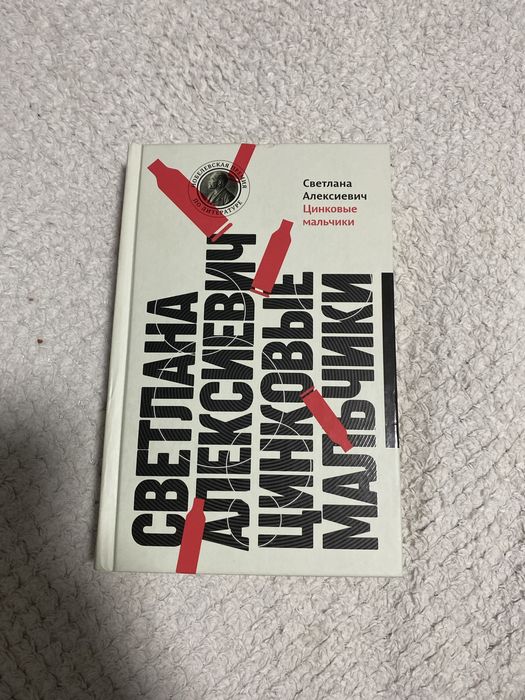 НОБЕЛЕВСКАЯ ПРЕМИЯ
ПО ЛИТЕРАТУРЕ
Светлана
Алексиевич
Цинковые
мальчики
СВЕТЛАНА
АЛЕКСИЕВИЧ
ЦИНКОВЫЕ
МАЛЬЧИКИ